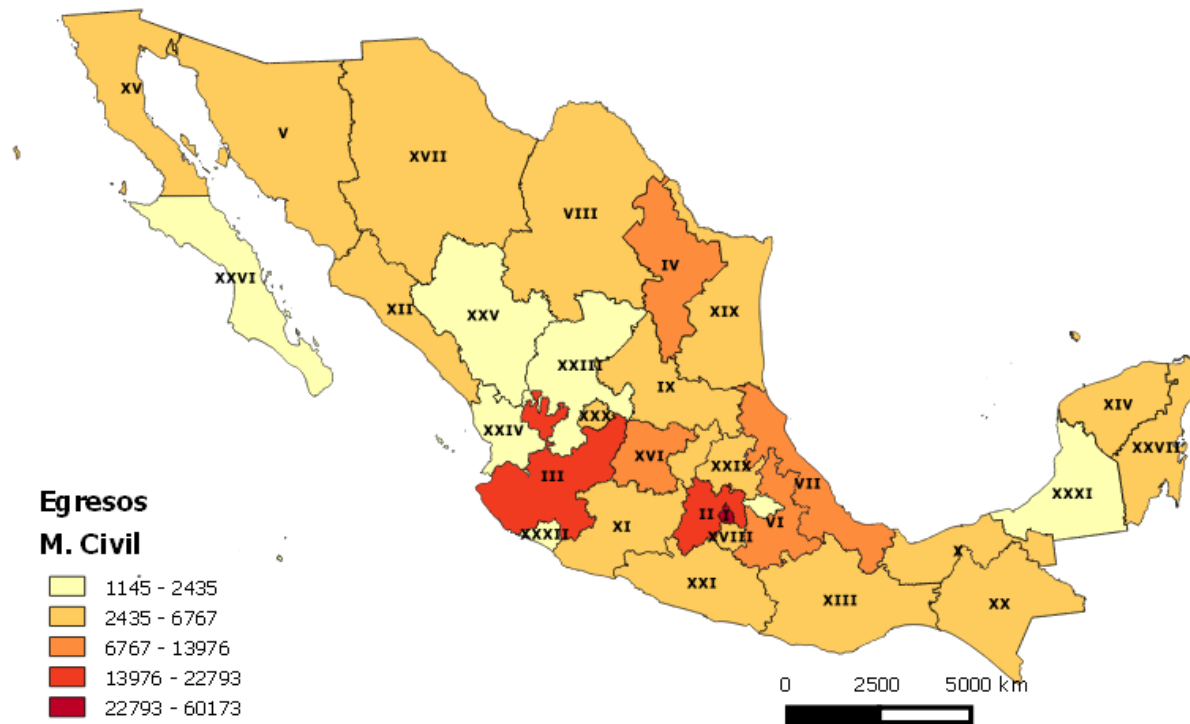 XV
V
XVII
VIII
IV
XXVI
XII
XXV
XIX
XXIII
IX
XXIV
XXX
XIV
XXVII
III
XVI
XXIX
VII
XXXI
II
I
VI
XI
XXXII
XVIII
X
XXI
XIII
XX
Egresos
M. Civil
1145 - 2435
2435 - 6767
6767 - 13976
13976 - 22793
22793 - 60173
0 2500 5000 km